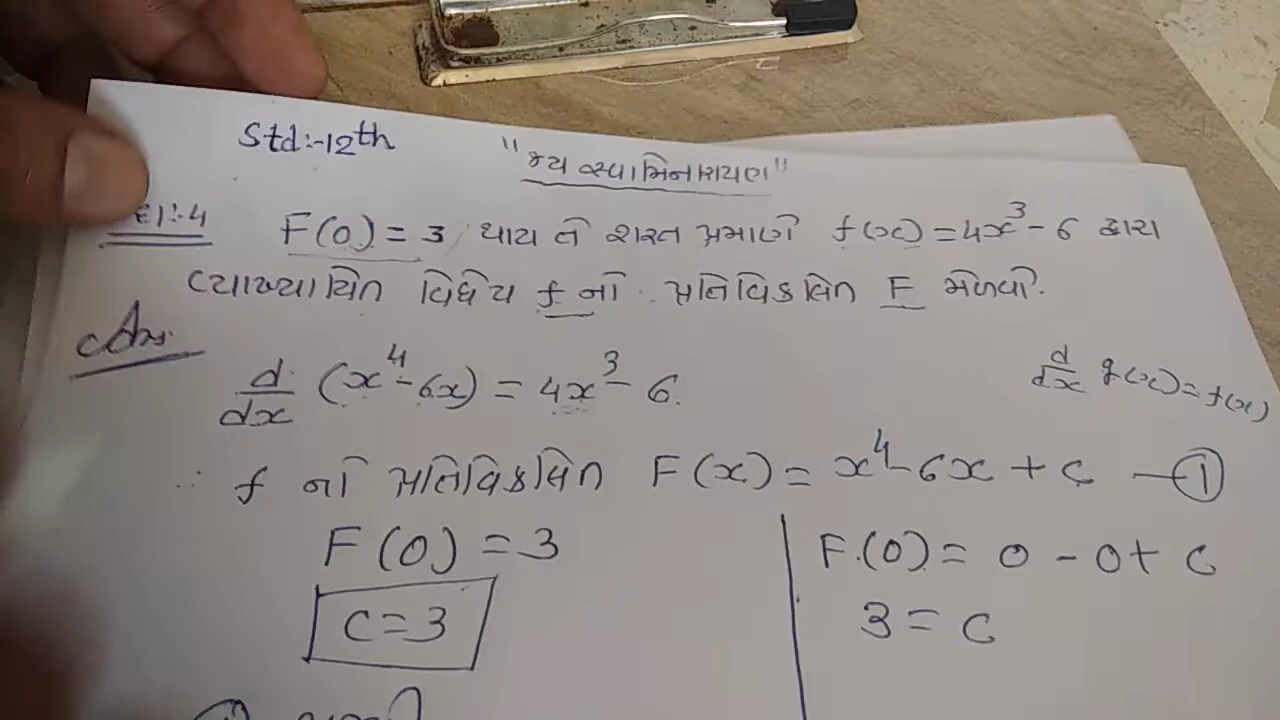 Std:-12th
"જય સ્વામિનારાયણ"
F(0) = 3 થાય તે શરત પ્રમાણે f(x) = 4x³ - 6 દ્વારા
વ્યાખ્યાયિત વિધેય f નો પ્રતિવિકલિત F મેળવો.
Ans.
d/dx (x⁴ - 6x) = 4x³ - 6.
d/dx g(x) = f(x)
∴ f નો પ્રતિવિકલિત F(x) = x⁴ - 6x + c — ①
F(0) = 3
F(0) = 0 - 0 + c
c = 3
3 = c